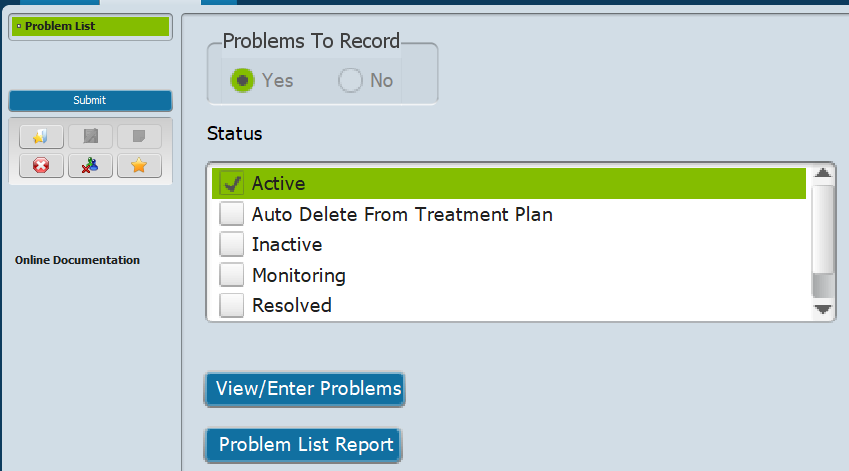 Problem List
Submit
Online Documentation
Problems To Record
Yes No
Status
Active
Auto Delete From Treatment Plan
Inactive
Monitoring
Resolved
View/Enter Problems
Problem List Report